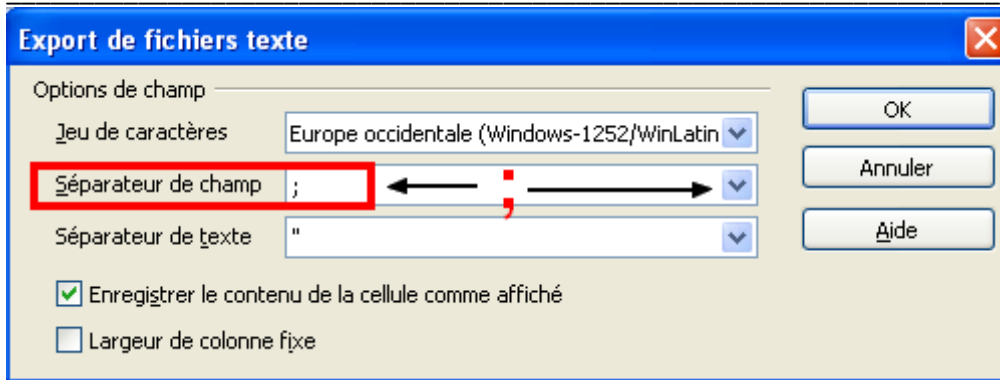 Export de fichiers texte
Options de champ
Jeu de caractères
Europe occidentale (Windows-1252/WinLatin
Séparateur de champ
;
;
Séparateur de texte
"
Enregistrer le contenu de la cellule comme affiché
Largeur de colonne fixe
OK
Annuler
Aide